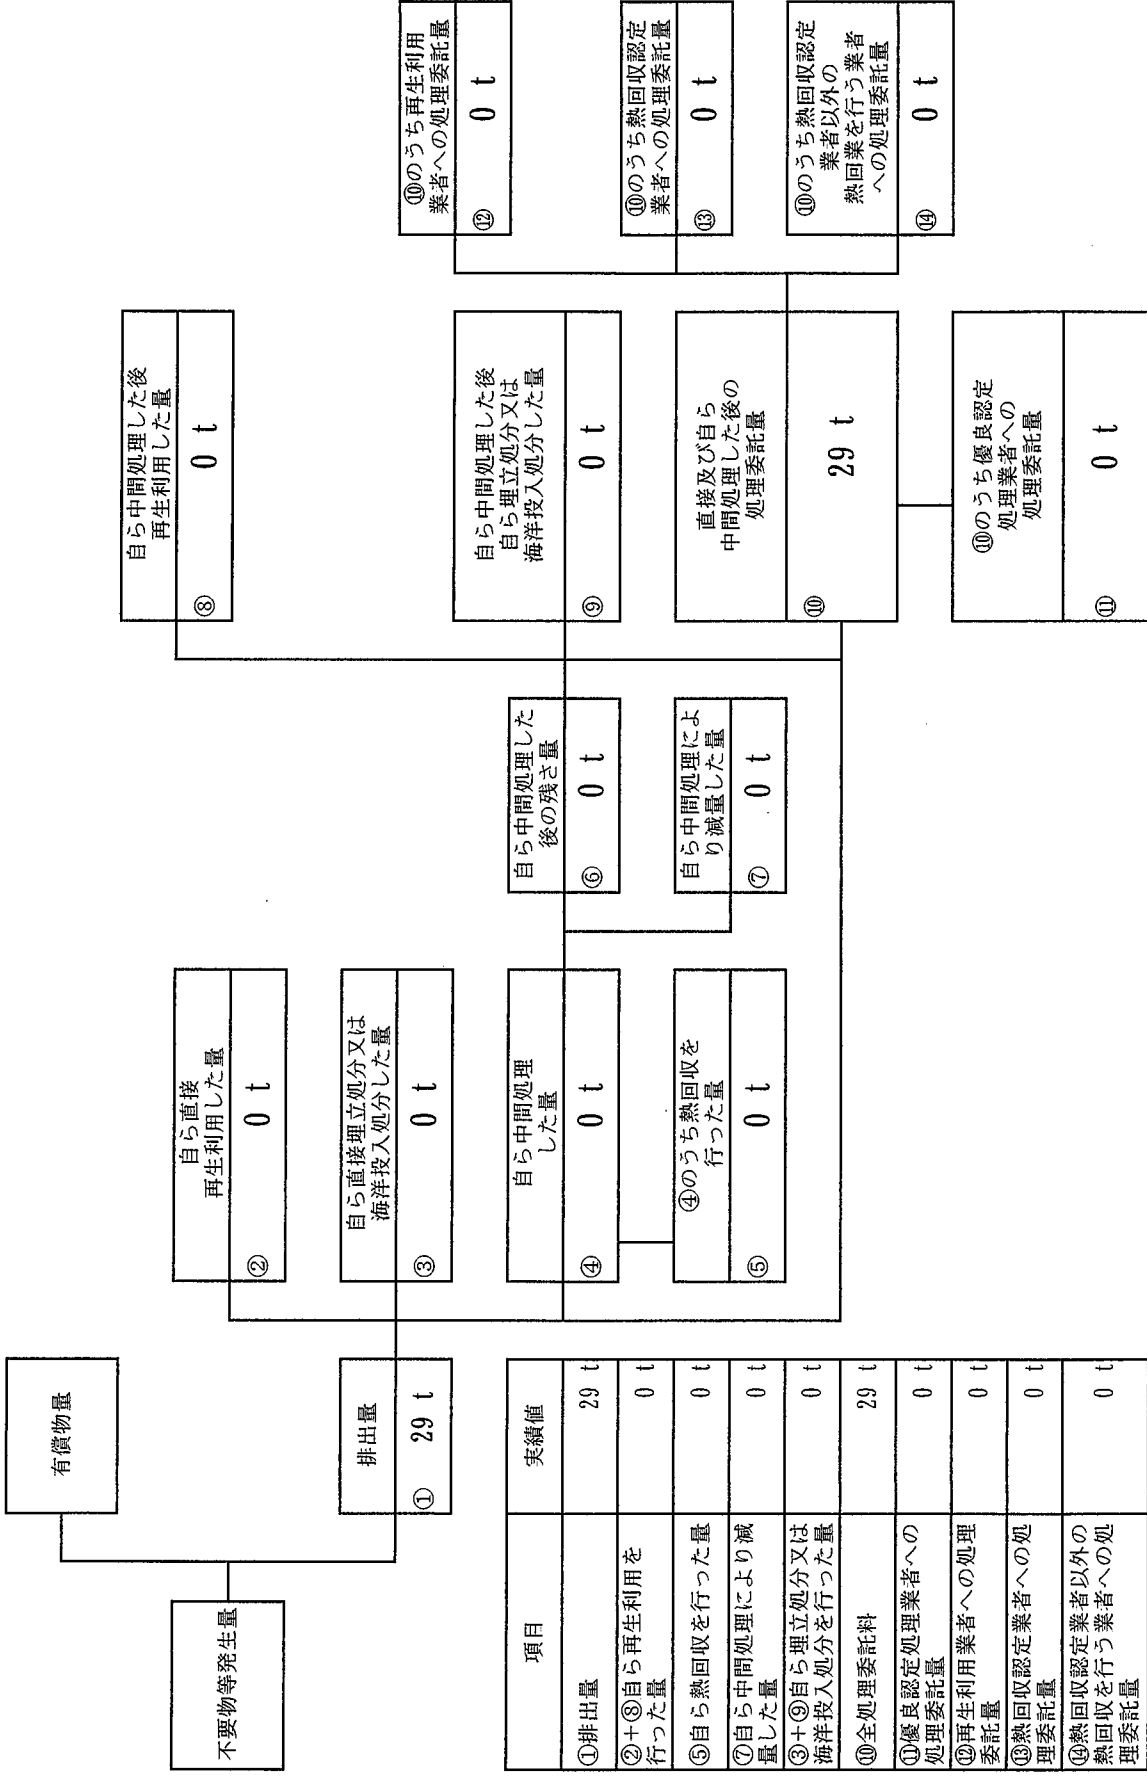 不要物等発生量
有償物量
排出量
① 29 t
自ら直接
再生利用した量
② 0 t
自ら直接埋立処分又は
海洋投入処分した量
③ 0 t
自ら中間処理
した量
④ 0 t
④のうち熱回収を
行った量
⑤ 0 t
自ら中間処理した
後の残さ量
⑥ 0 t
自ら中間処理によ
り減量した量
⑦ 0 t
自ら中間処理した後
再生利用した量
⑧ 0 t
自ら中間処理した後
自ら埋立処分又は
海洋投入処分した量
⑨ 0 t
直接及び自ら
中間処理した後の
処理委託量
⑩ 29 t
⑩のうち優良認定
処理業者への
処理委託量
⑪ 0 t
⑩のうち再生利用
業者への処理委託量
⑫ 0 t
⑩のうち熱回収認定
業者への処理委託量
⑬ 0 t
⑩のうち熱回収認定
業者以外の
熱回業を行う業者
への処理委託量
⑭ 0 t
項目 実績値
①排出量 29 t
②+⑧自ら再生利用を
行った量 0 t
⑤自ら熱回収を行った量 0 t
⑦自ら中間処理により減
量した量 0 t
③+⑨自ら埋立処分又は
海洋投入処分を行った量 0 t
⑩全処理委託料 29 t
⑪優良認定処理業者への
処理委託量 0 t
⑫再生利用業者への処理
委託量 0 t
⑬熱回収認定業者への処
理委託量 0 t
⑭熱回収認定業者以外の
熱回収を行う業者への処
理委託量 0 t